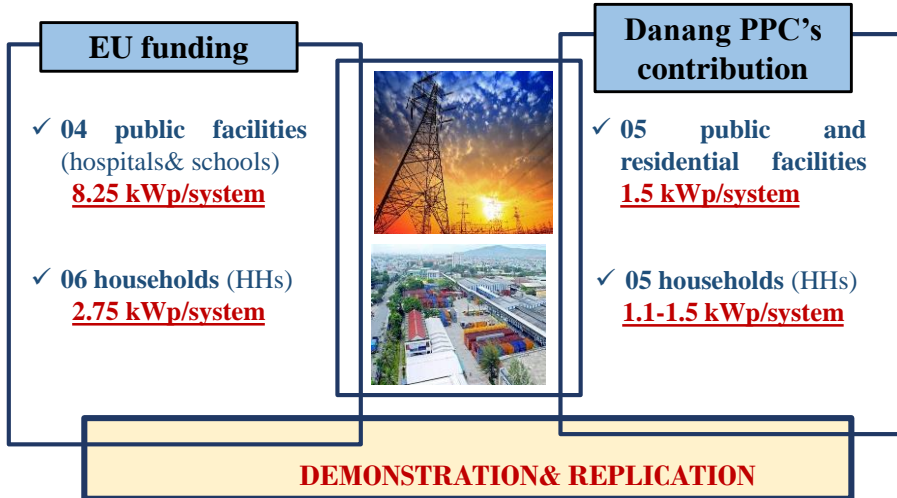 EU funding
✓ 04 public facilities
(hospitals& schools)
8.25 kWp/system
✓ 06 households (HHs)
2.75 kWp/system
Danang PPC’s
contribution
✓ 05 public and
residential facilities
1.5 kWp/system
✓ 05 households (HHs)
1.1-1.5 kWp/system
DEMONSTRATION& REPLICATION